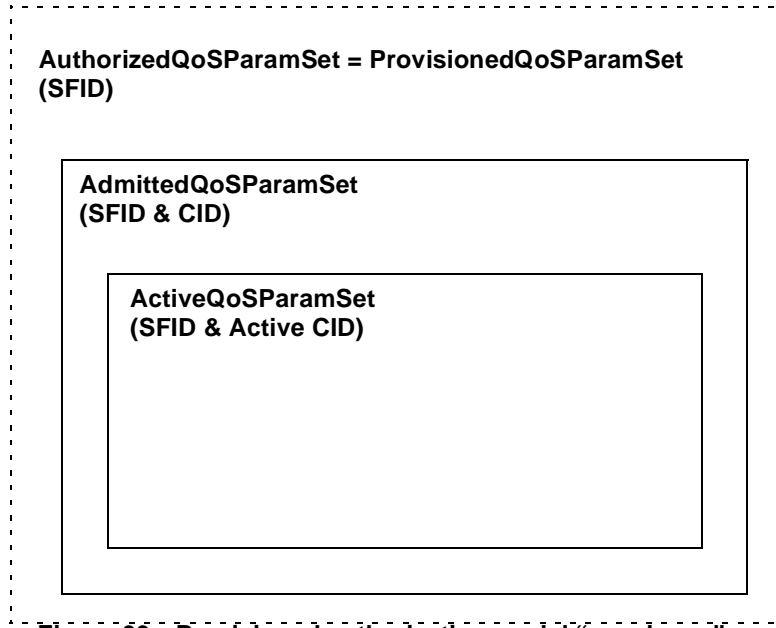 AuthorizedQoSParamSet = ProvisionedQoSParamSet
(SFID)
AdmittedQoSParamSet
(SFID & CID)
ActiveQoSParamSet
(SFID & Active CID)